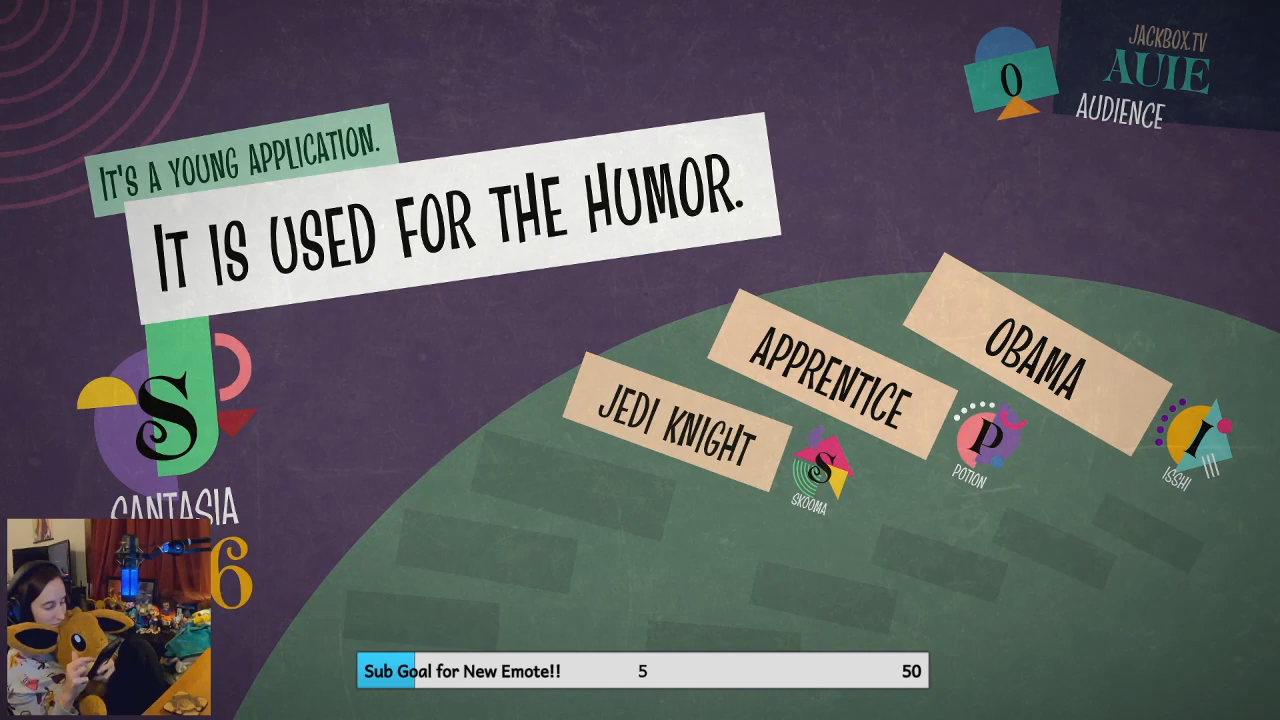 JACKBOX.TV
AUIE
0
AUDIENCE
IT'S A YOUNG APPLICATION.
IT IS USED FOR THE HUMOR.
OBAMA
APPRENTICE
JEDI KNIGHT
S
P
I
S
POTION
ISSHI
SKOOMA
CANTASIA
6
Sub Goal for New Emote!! 5 50